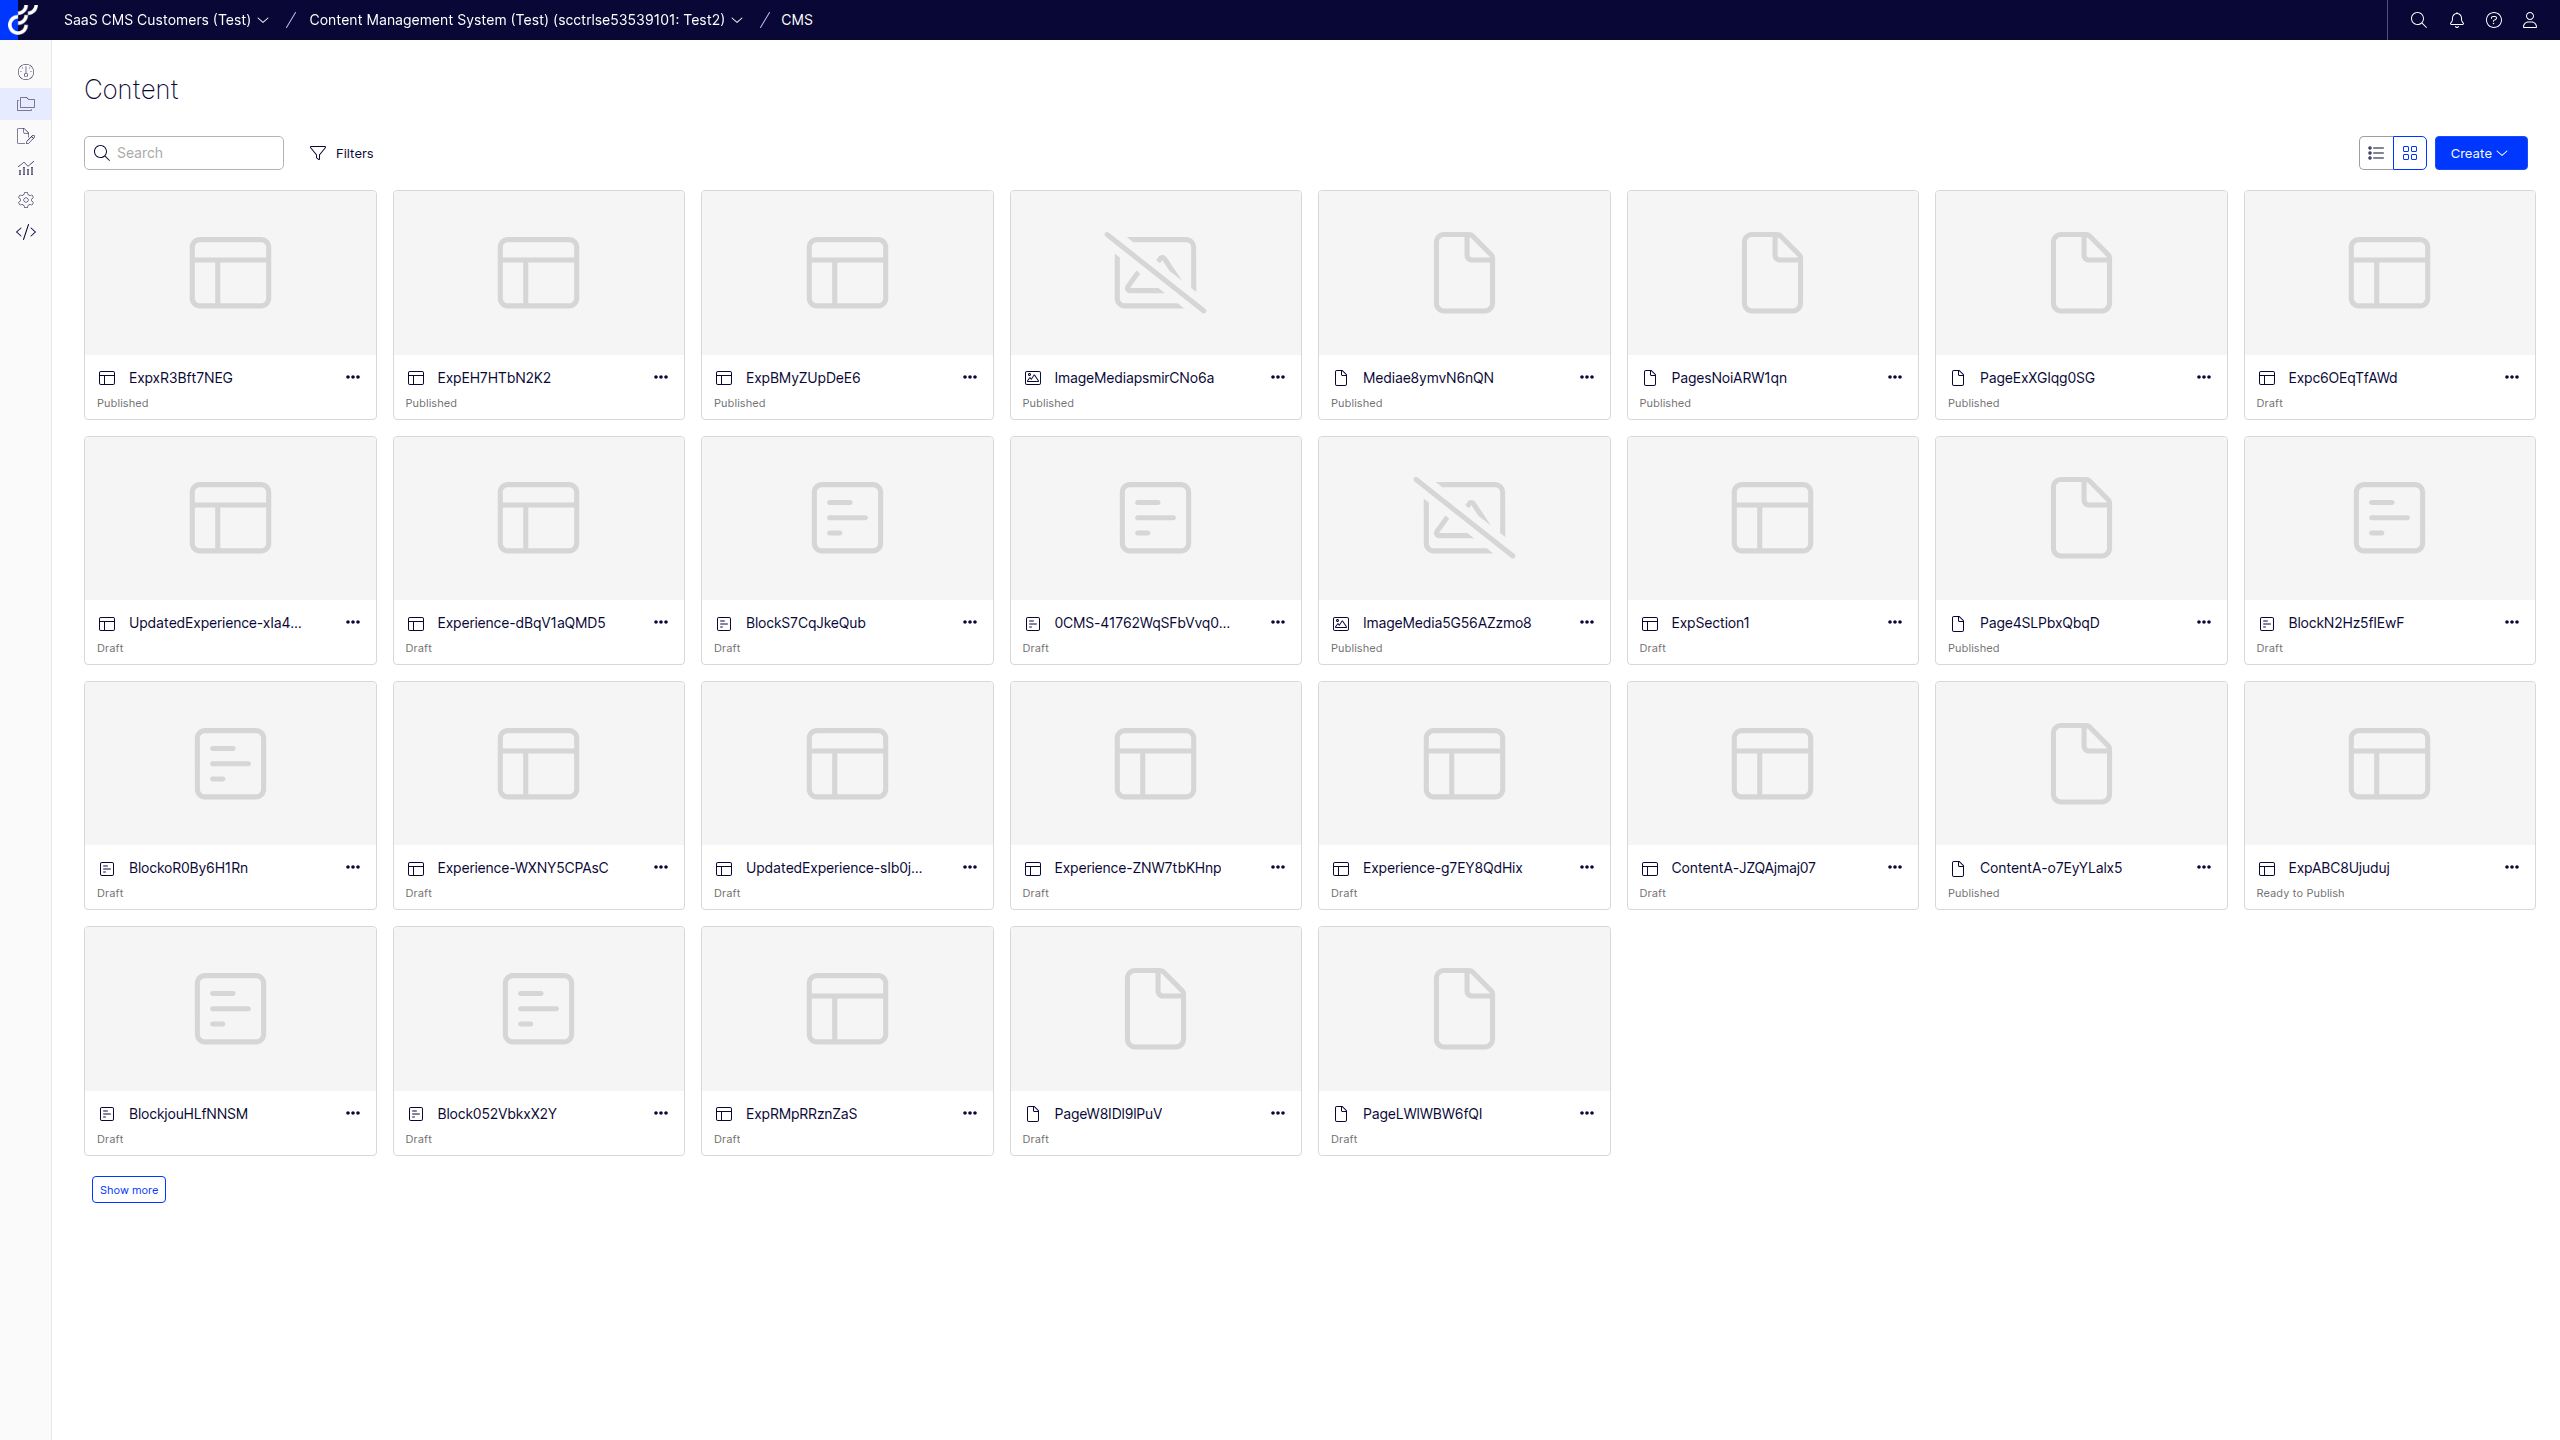 SaaS CMS Customers (Test) / Content Management System (Test) (scctrlse53539101: Test2) / CMS
Content
Search
Filters
Create
ExpxR3Bft7NEG
ExpEH7HTbN2K2
ExpBMyZUpDeE6
ImageMediapsmirCNo6a
Mediae8ymvN6nQN
PagesNoiARW1qn
PageExXGlqg0SG
Expc6OEqTfAWd
Published
Published
Published
Published
Published
Published
Published
Draft
UpdatedExperience-xla4...
Experience-dBqV1aQMD5
BlockS7CqJkeQub
0CMS-41762WqSFbVvq0...
ImageMedia5G56AZzmo8
ExpSection1
Page4SLPbxQbqD
BlockN2Hz5flEwF
Draft
Draft
Draft
Draft
Published
Draft
Published
Draft
BlockoR0By6H1Rn
Experience-WXNY5CPAsC
UpdatedExperience-slb0j...
Experience-ZNW7tbKHnp
Experience-g7EY8QdHix
ContentA-JZQAjmaj07
ContentA-o7EyYLalx5
ExpABC8Ujuduj
Draft
Draft
Draft
Draft
Draft
Draft
Published
Ready to Publish
BlockjouHLfNNSM
Block052VbkxX2Y
ExpRMpRRznZaS
PageW8IDI9lPuV
PageLWlWBW6fQl
Draft
Draft
Draft
Draft
Draft
Show more